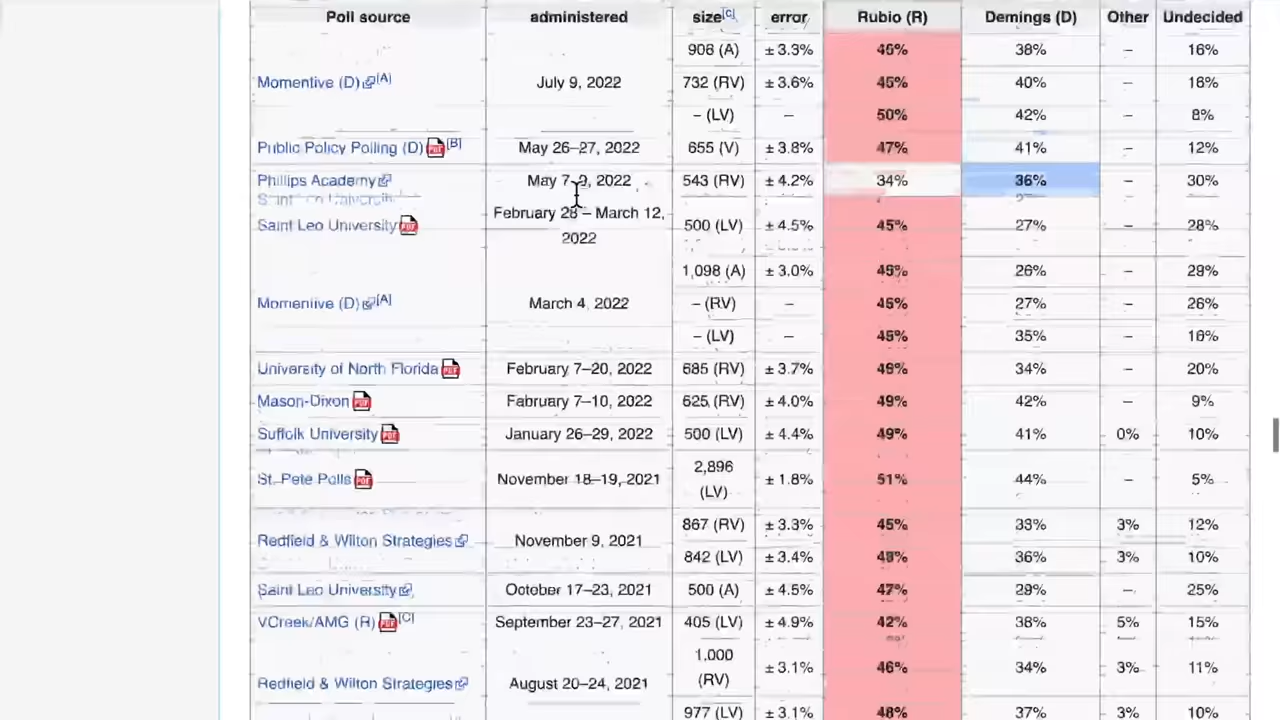 Poll source administered size[c] error Rubio (R) Demings (D) Other Undecided
906 (A) ± 3.3% 46% 38% – 16%
Momentive (D) [A] July 9, 2022 732 (RV) ± 3.6% 45% 40% – 16%
– (LV) – 50% 42% – 8%
Public Policy Polling (D) [B] May 26–27, 2022 655 (V) ± 3.8% 47% 41% – 12%
Phillips Academy May 7–9, 2022 543 (RV) ± 4.2% 34% 36% – 30%
February 28 – March 12,
Saint Leo University 500 (LV) ± 4.5% 45% 27% – 28%
2022
1,098 (A) ± 3.0% 45% 26% – 29%
Momentive (D) [A] March 4, 2022 – (RV) – 45% 27% – 26%
– (LV) – 45% 35% – 16%
University of North Florida February 7–20, 2022 685 (RV) ± 3.7% 49% 34% – 20%
Mason-Dixon February 7–10, 2022 625 (RV) ± 4.0% 49% 42% – 9%
Suffolk University January 26–29, 2022 500 (LV) ± 4.4% 49% 41% 0% 10%
2,896
St. Pete Polls November 18–19, 2021 ± 1.8% 51% 44% – 5%
(LV)
867 (RV) ± 3.3% 45% 33% 3% 12%
Redfield & Wilton Strategies November 9, 2021
842 (LV) ± 3.4% 36% 3% 10%
Saint Leo University October 17–23, 2021 500 (A) ± 4.5% 47% 29% – 25%
VCreek/AMG (R) [C] September 23–27, 2021 405 (LV) ± 4.9% 42% 38% 5% 15%
1,000
± 3.1% 46% 34% 3% 11%
(RV)
Redfield & Wilton Strategies August 20–24, 2021
977 (LV) ± 3.1% 48% 37% 3% 10%